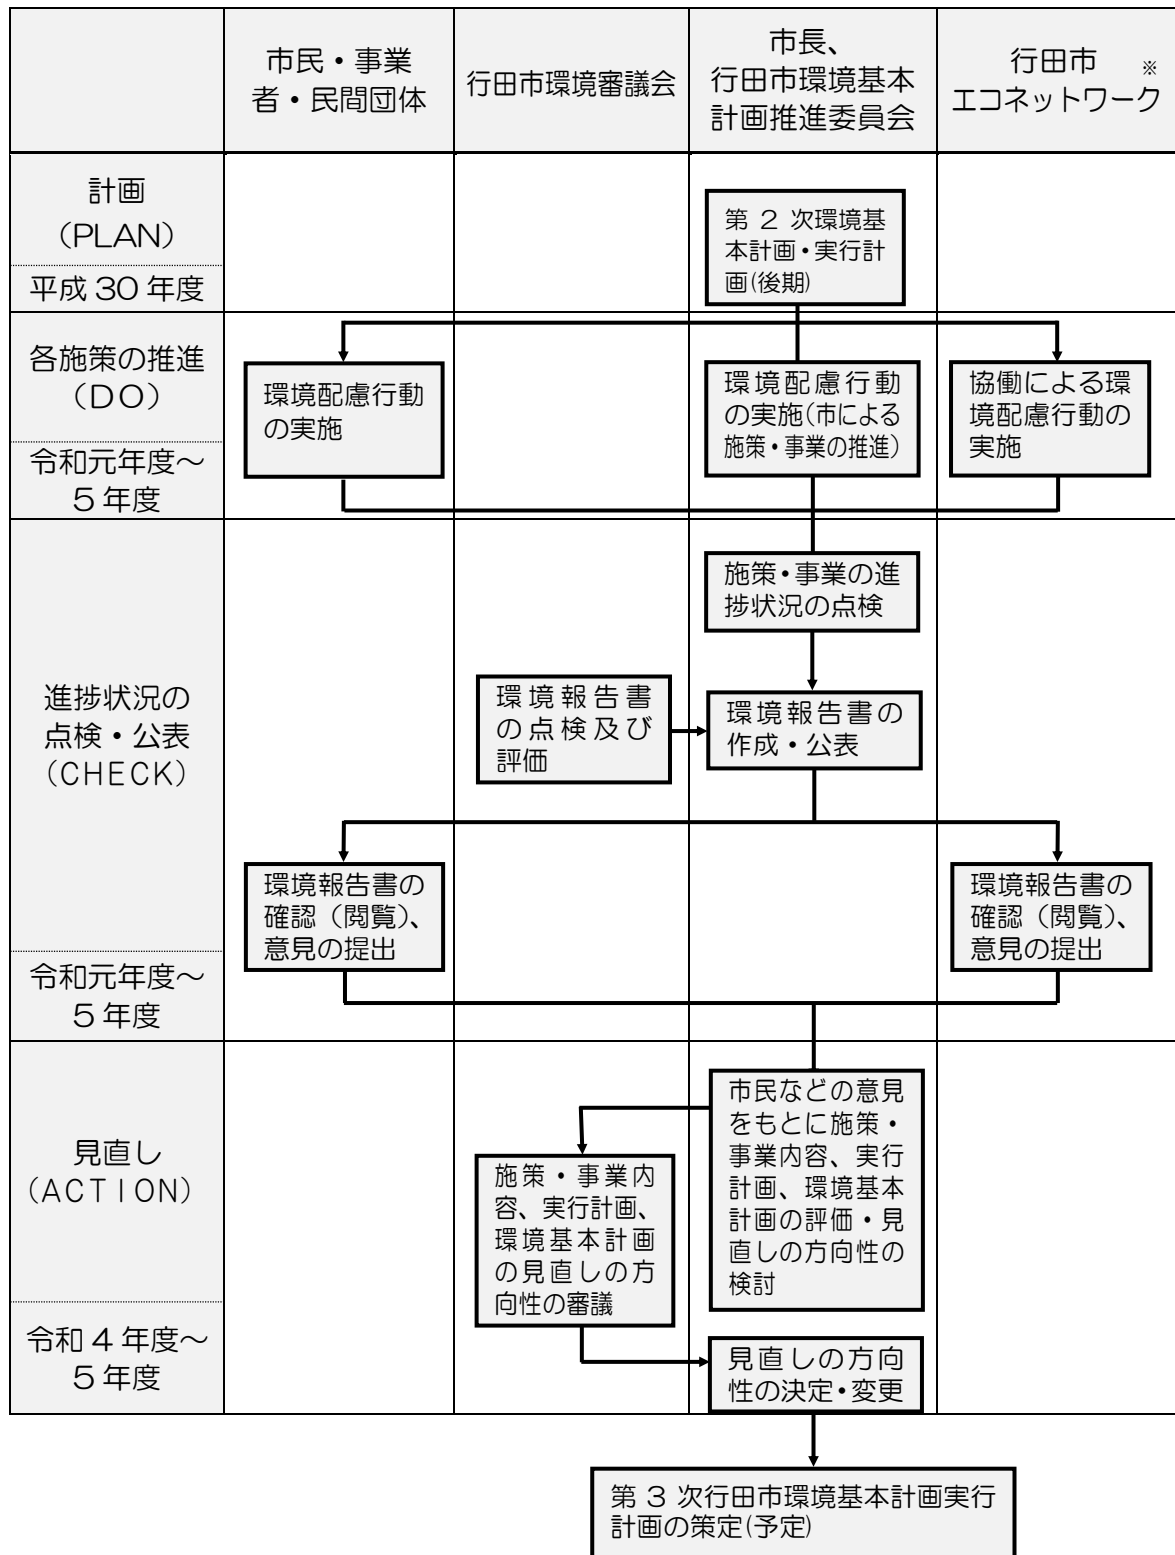 市民・事業
者・民間団体
行田市環境審議会
市長、
行田市環境基本
計画推進委員会
行田市 ※
エコネットワーク
計画
（PLAN）
平成 30 年度
第 2 次環境基
本計画・実行計
画(後期)
各施策の推進
（DO）
令和元年度～
5 年度
環境配慮行動
の実施
環境配慮行動
の実施(市による
施策・事業の推進)
協働による環
境配慮行動の
実施
進捗状況の
点検・公表
（CHECK）
令和元年度～
5 年度
施策・事業の進
捗状況の点検
環境報告書
の点検及び
評価
環境報告書の
作成・公表
環境報告書の
確認（閲覧）、
意見の提出
環境報告書の
確認（閲覧）、
意見の提出
見直し
（ACTION）
令和 4 年度～
5 年度
市民などの意見
をもとに施策・
事業内容、実行
計画、環境基本
計画の評価・見
直しの方向性の
検討
施策・事業内
容、実行計画、
環境基本計画
の見直しの方
向性の審議
見直しの方向
性の決定・変更
第 3 次行田市環境基本計画実行
計画の策定(予定)